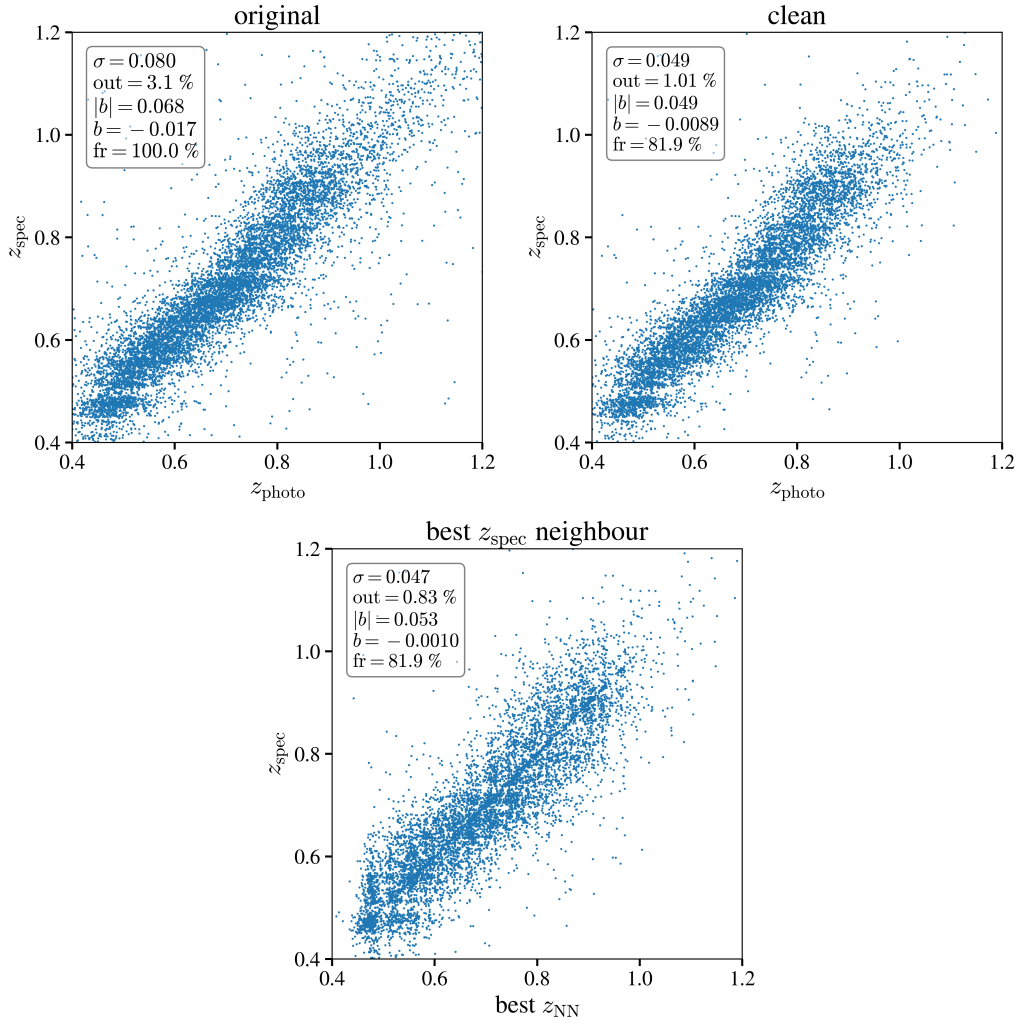 original
σ = 0.080
out = 3.1 %
|b| = 0.068
b = − 0.017
fr = 100.0 %
1.2
1.0
0.8
0.6
0.4
z_spec
0.4 0.6 0.8 1.0 1.2
z_photo
clean
σ = 0.049
out = 1.01 %
|b| = 0.049
b = − 0.0089
fr = 81.9 %
1.2
1.0
0.8
0.6
0.4
z_spec
0.4 0.6 0.8 1.0 1.2
z_photo
best z_spec neighbour
σ = 0.047
out = 0.83 %
|b| = 0.053
b = − 0.0010
fr = 81.9 %
1.2
1.0
0.8
0.6
0.4
z_spec
0.4 0.6 0.8 1.0 1.2
best z_NN